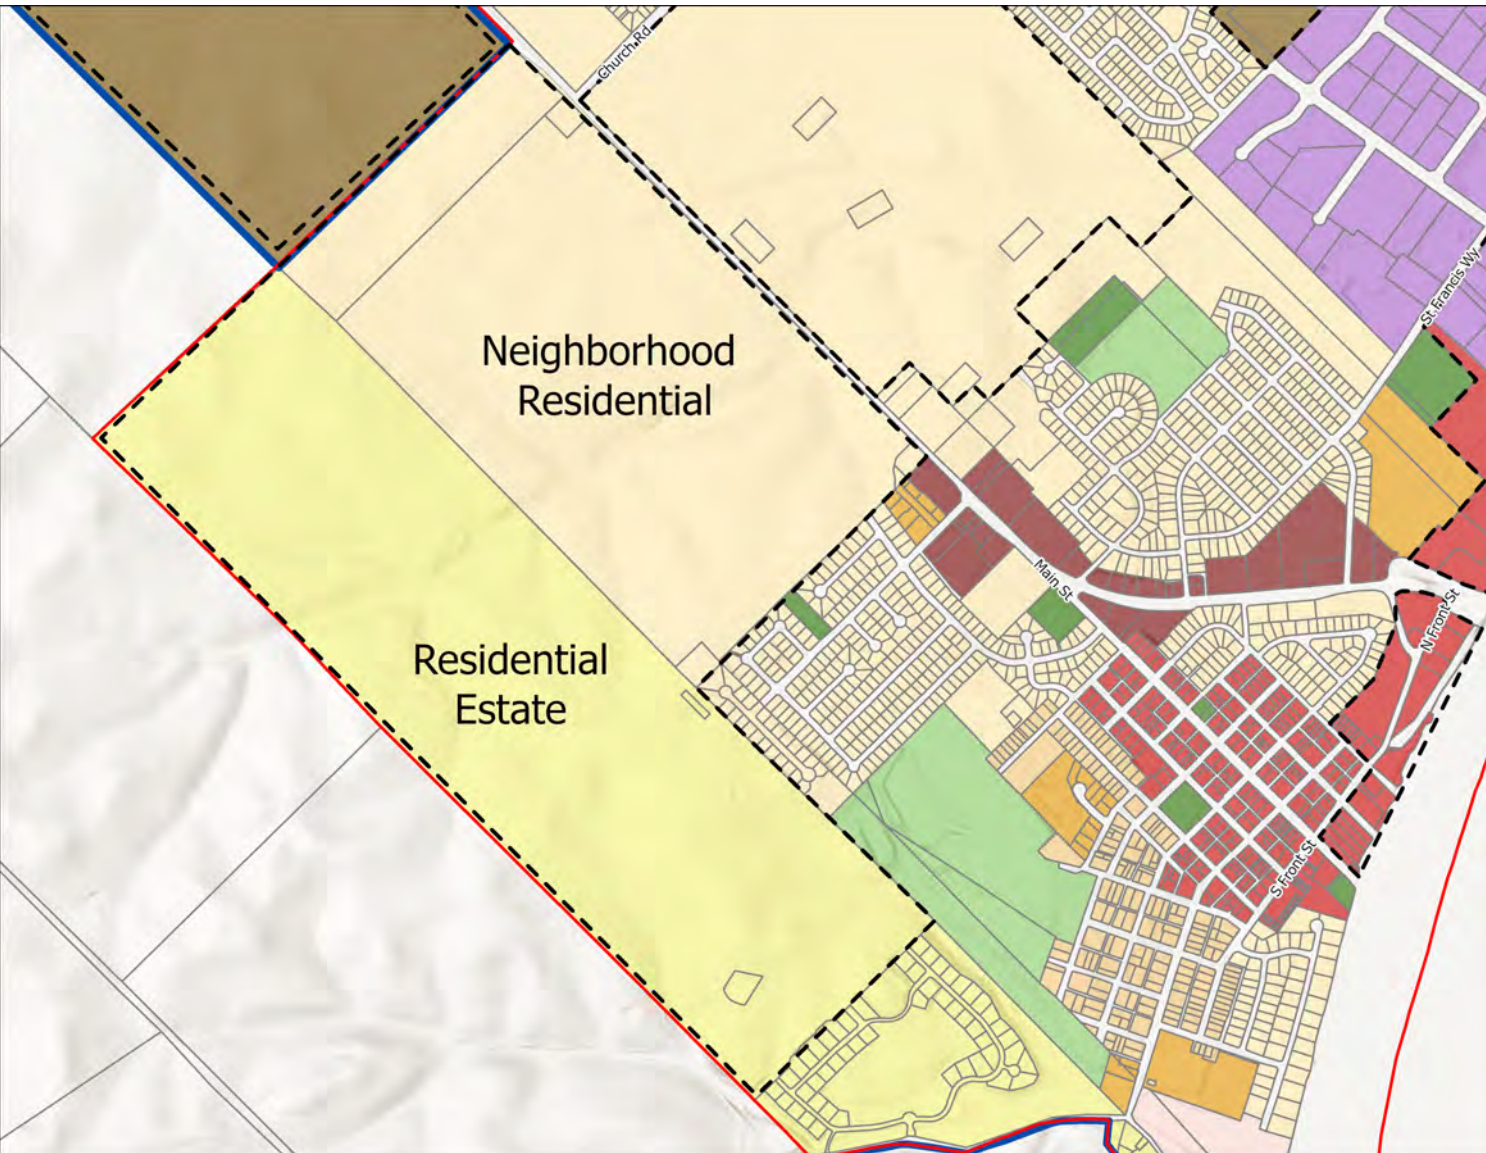 Church Rd
St. Francis Wy
Neighborhood
Residential
Main St
N Front St
Residential
Estate
S Front St